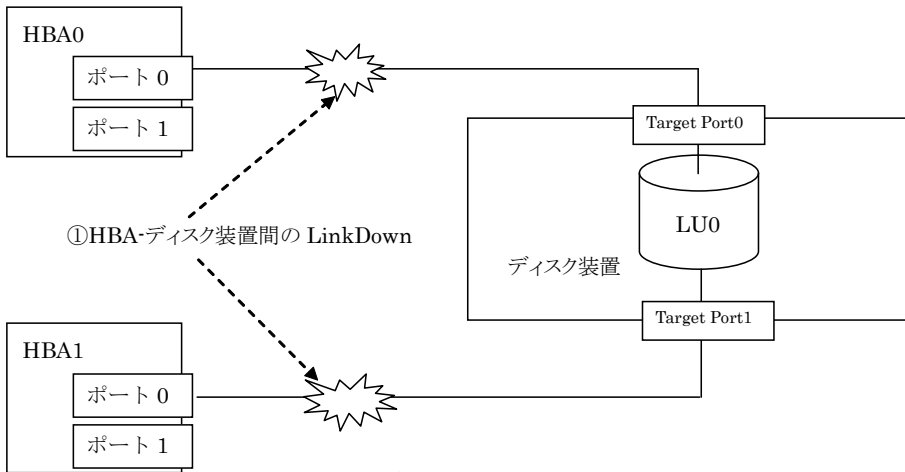 HBA0
ポート 0
ポート 1
Target Port0
LU0
①HBA-ディスク装置間の LinkDown
ディスク装置
Target Port1
HBA1
ポート 0
ポート 1